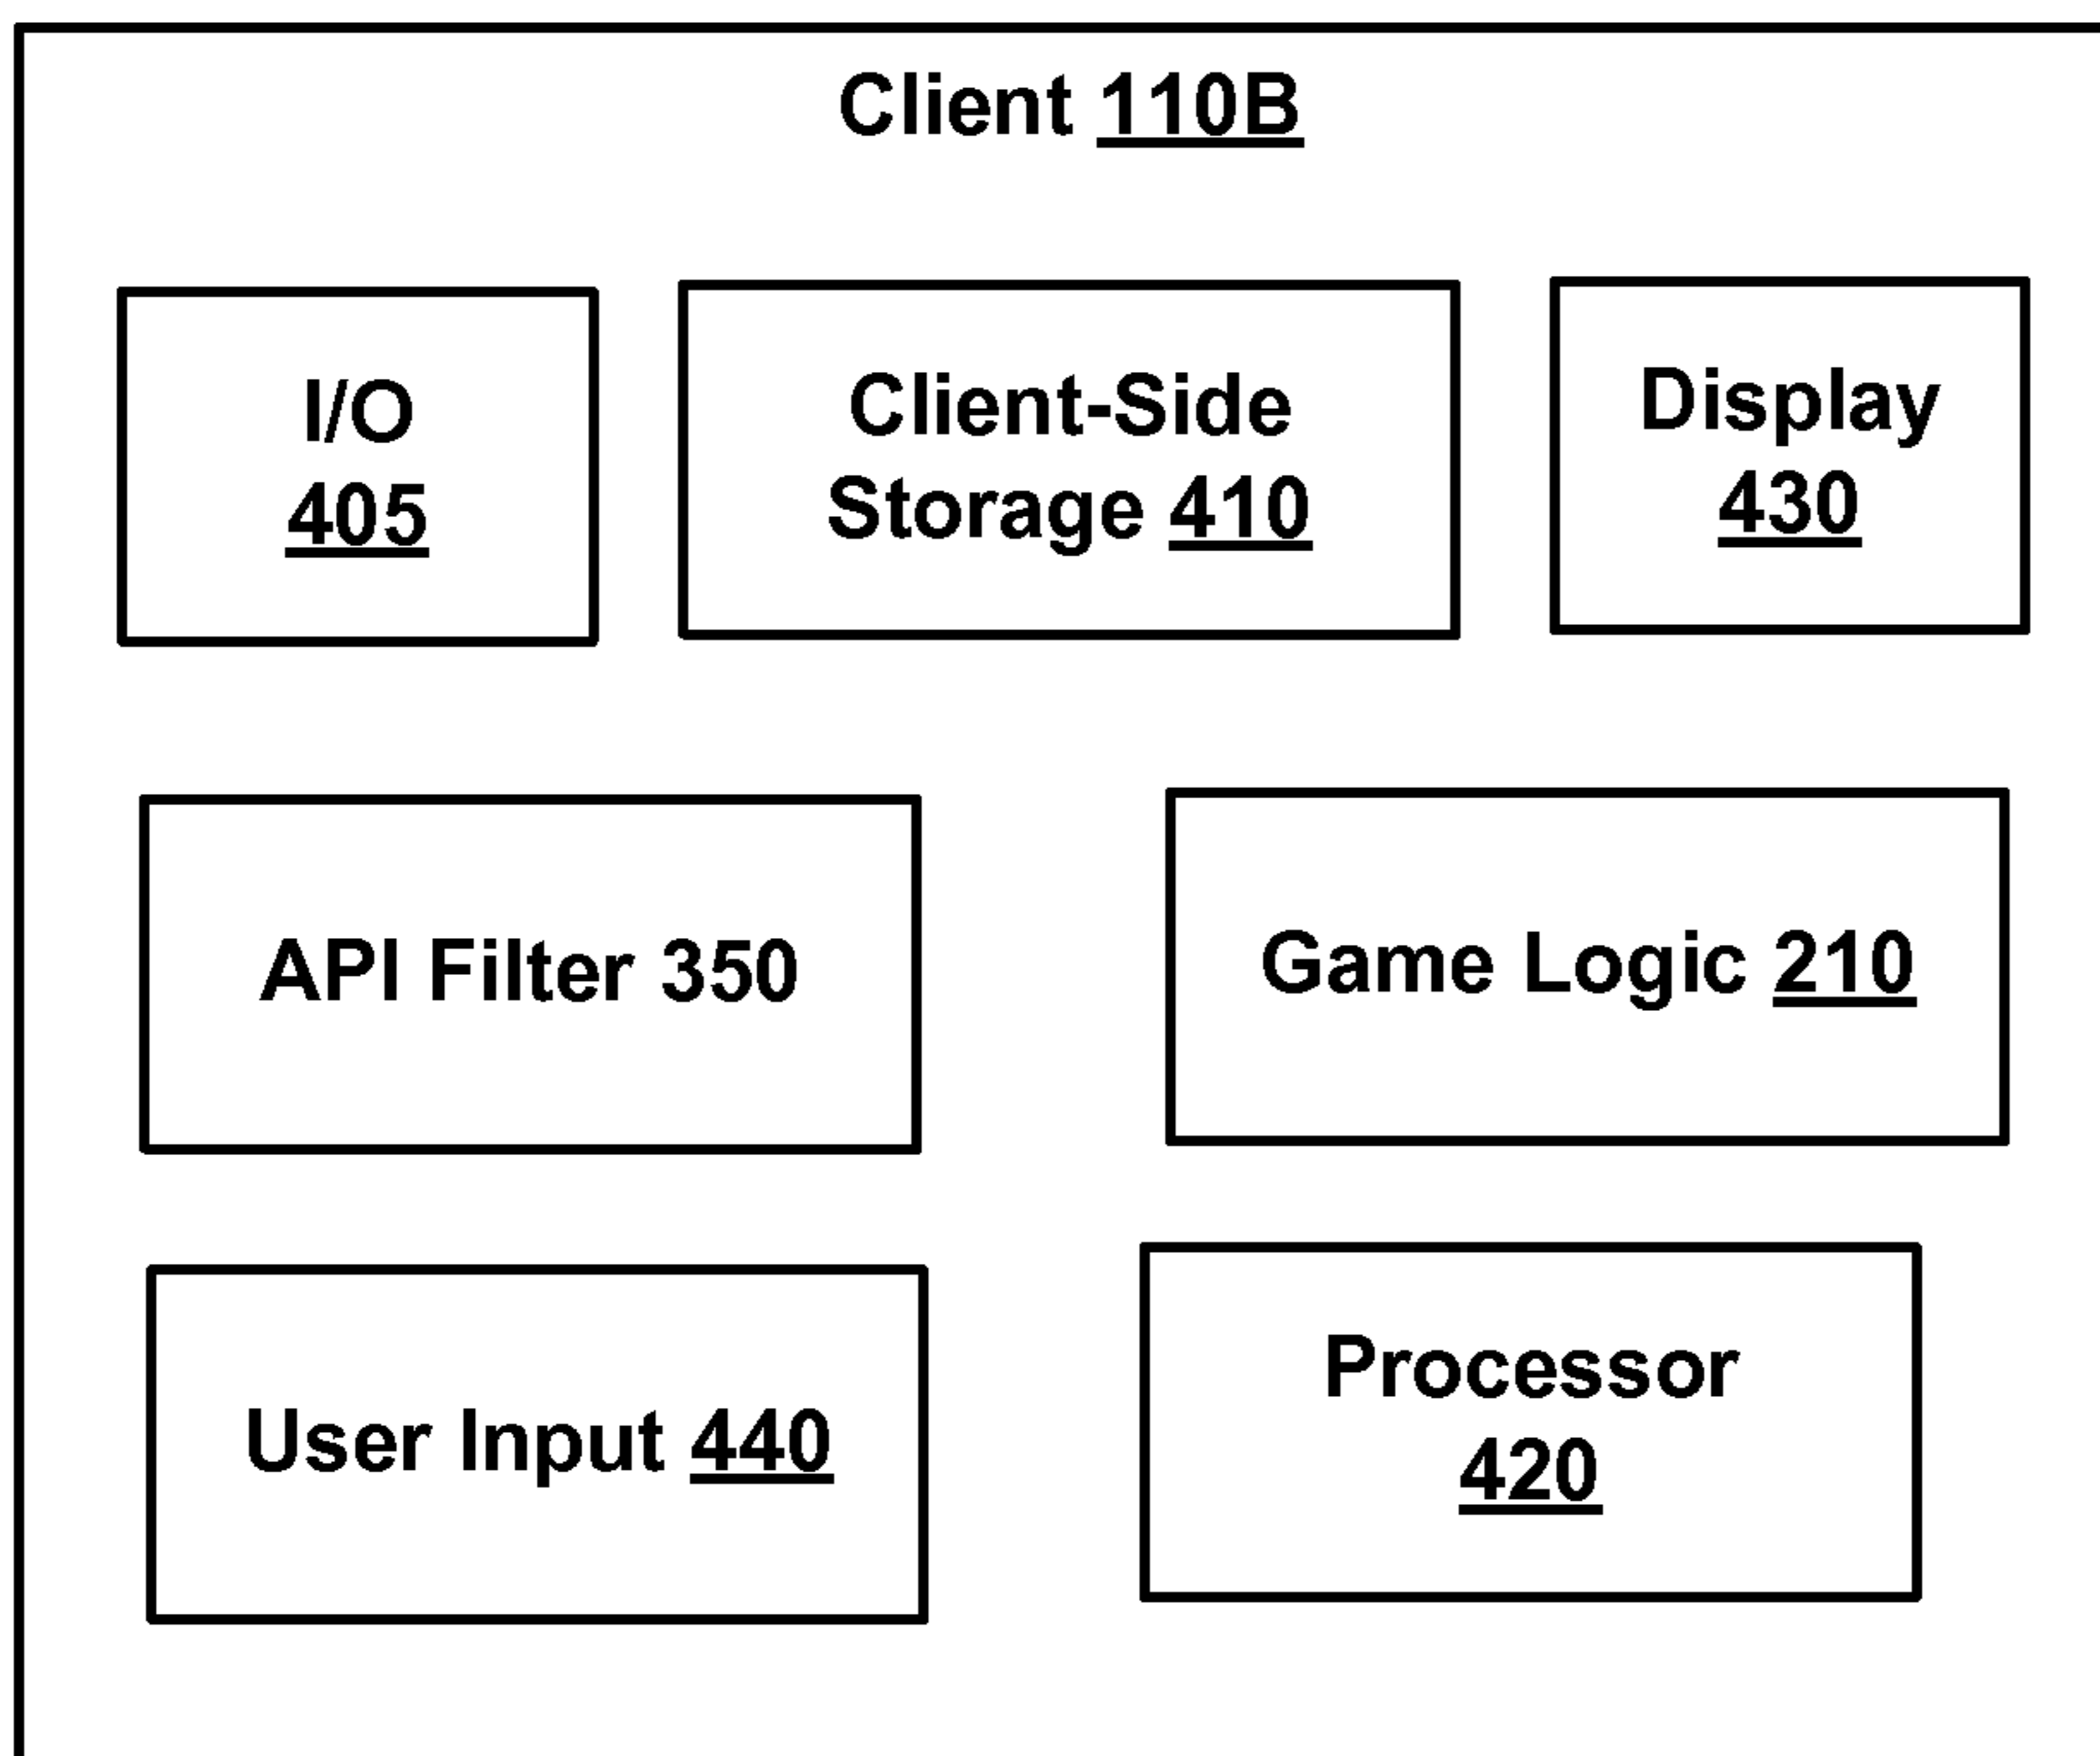 Client 110B
I/O
405
Client-Side
Storage 410
Display
430
API Filter 350
Game Logic 210
User Input 440
Processor
420